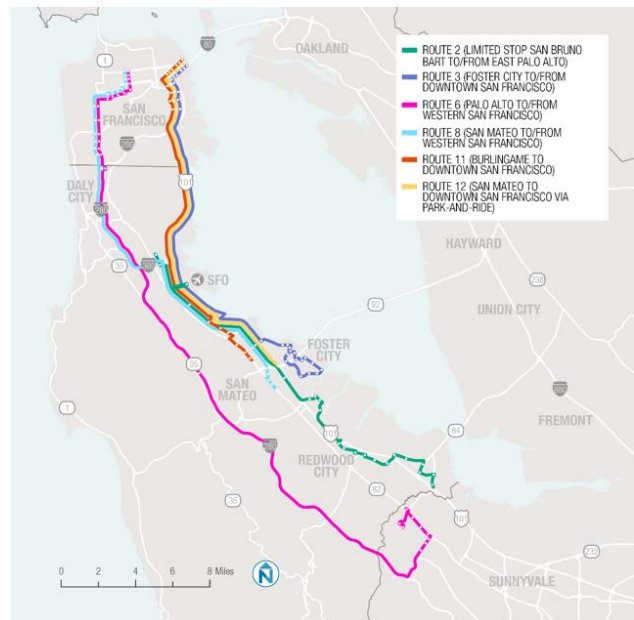 1
80
OAKLAND
SAN
FRANCISCO
280
DALY
CITY
101
280
35
380
SFO
ROUTE 2 (LIMITED STOP SAN BRUNO
BART TO/FROM EAST PALO ALTO)
ROUTE 3 (FOSTER CITY TO/FROM
DOWNTOWN SAN FRANCISCO)
ROUTE 6 (PALO ALTO TO/FROM
WESTERN SAN FRANCISCO)
ROUTE 8 (SAN MATEO TO/FROM
WESTERN SAN FRANCISCO)
ROUTE 11 (BURLINGAME TO
DOWNTOWN SAN FRANCISCO)
ROUTE 12 (SAN MATEO TO
DOWNTOWN SAN FRANCISCO VIA
PARK-AND-RIDE)
HAYWARD
238
92
UNION CITY
FOSTER
CITY
35
SAN
MATEO
1
880
FREMONT
84
101
280
REDWOOD
CITY
82
35
101
232
SUNNYVALE
0 2 4 6 8 Miles
N